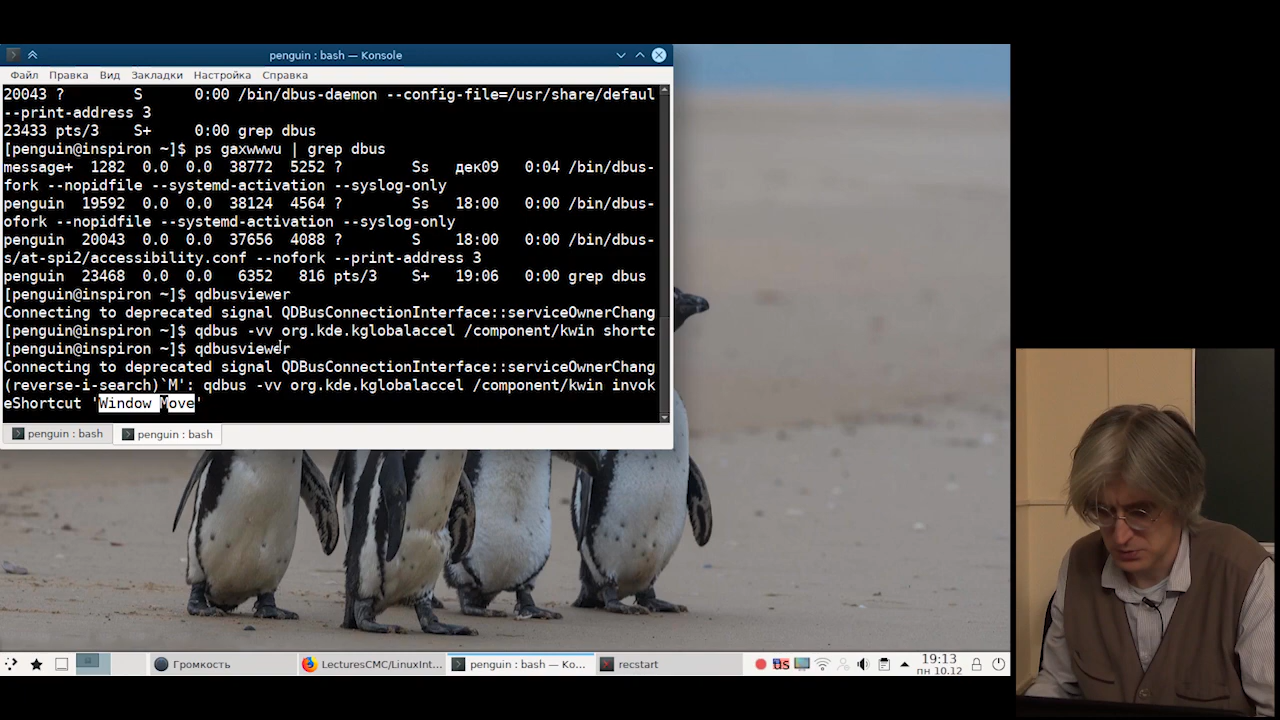 penguin : bash — Konsole
Файл Правка Вид Закладки Настройка Справка
20043 ? S 0:00 /bin/dbus-daemon --config-file=/usr/share/defaul
--print-address 3
23433 pts/3 S+ 0:00 grep dbus
[penguin@inspiron ~]$ ps gaxwwwu | grep dbus
message+ 1282 0.0 0.0 38772 5252 ? Ss дек09 0:04 /bin/dbus-
fork --nopidfile --systemd-activation --syslog-only
penguin 19592 0.0 0.0 38124 4564 ? Ss 18:00 0:00 /bin/dbus-
ofork --nopidfile --systemd-activation --syslog-only
penguin 20043 0.0 0.0 37656 4088 ? S 18:00 0:00 /bin/dbus-
s/at-spi2/accessibility.conf --nofork --print-address 3
penguin 23468 0.0 0.0 6352 816 pts/3 S+ 19:06 0:00 grep dbus
[penguin@inspiron ~]$ qdbusviewer
Connecting to deprecated signal QDBusConnectionInterface::serviceOwnerChang
[penguin@inspiron ~]$ qdbus -vv org.kde.kglobalaccel /component/kwin shortc
[penguin@inspiron ~]$ qdbusviewer
Connecting to deprecated signal QDBusConnectionInterface::serviceOwnerChang
(reverse-i-search)`M': qdbus -vv org.kde.kglobalaccel /component/kwin invok
eShortcut 'Window Move'
penguin : bash penguin : bash
Громкость LecturesCMC/LinuxInt... penguin : bash — Ko... recstart us 19:13
пн 10.12